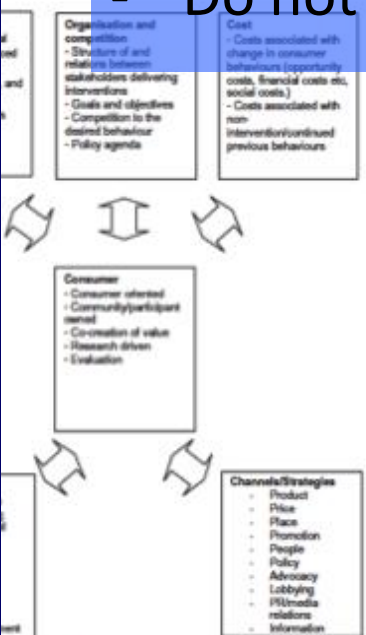 - Do not
Organisation and
competition
- Structure of and
relations between
stakeholders delivering
interventions
- Goals and objectives
- Competition to the
desired behaviour
- Policy agenda
Cost
- Costs associated with
change in consumer
behaviours (opportunity
costs, financial costs etc,
social costs.)
- Costs associated with
non-
intervention/continued
previous behaviours
and
Consumer
- Consumer oriented
- Community/participant
owned
- Co-creation of value
- Research driven
- Evaluation
Channels/Strategies
- Product
- Price
- Place
- Promotion
- People
- Policy
- Advocacy
- Lobbying
- PR/media
relations
- Information